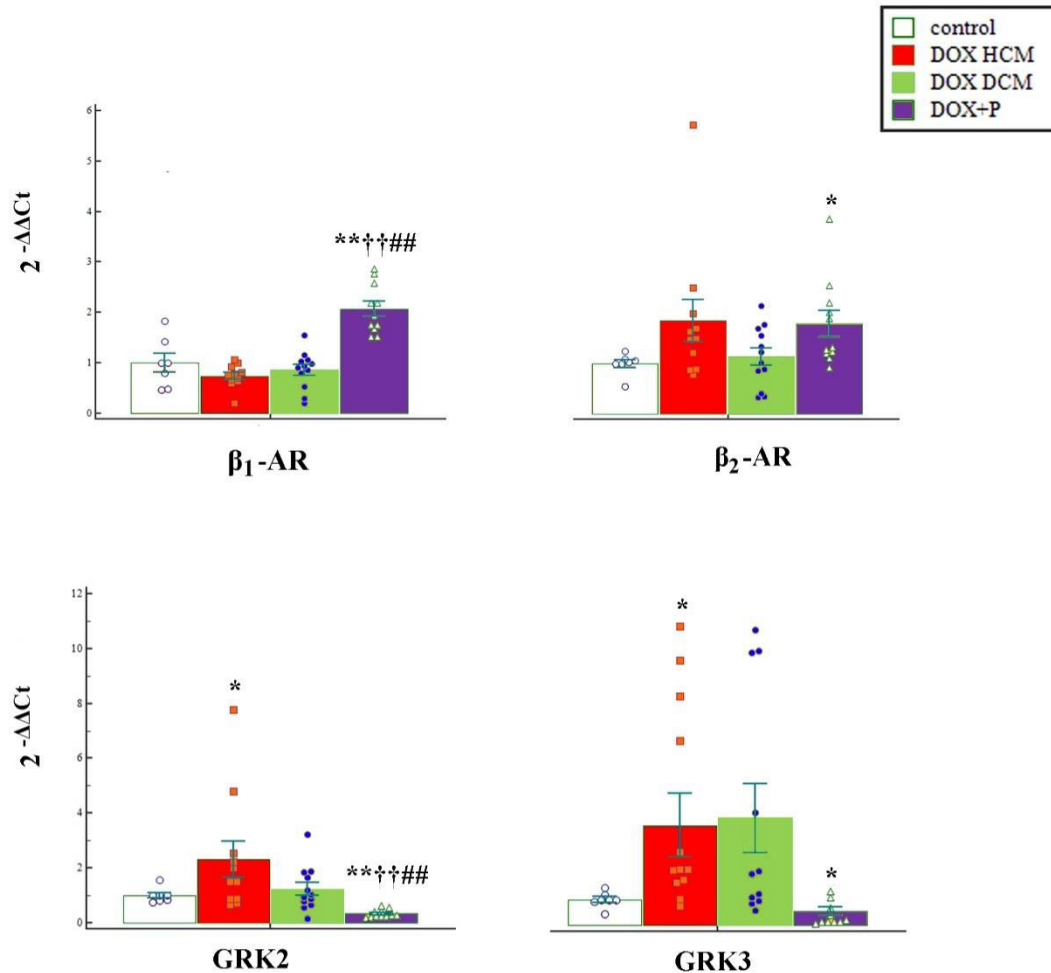 control
DOX HCM
DOX DCM
DOX+P
6
5
4
3
2
1
0
2 -ΔΔCt
**††##
*
β1-AR
β2-AR
12
10
8
6
4
2
0
2 -ΔΔCt
*
**††##
*
*
GRK2
GRK3